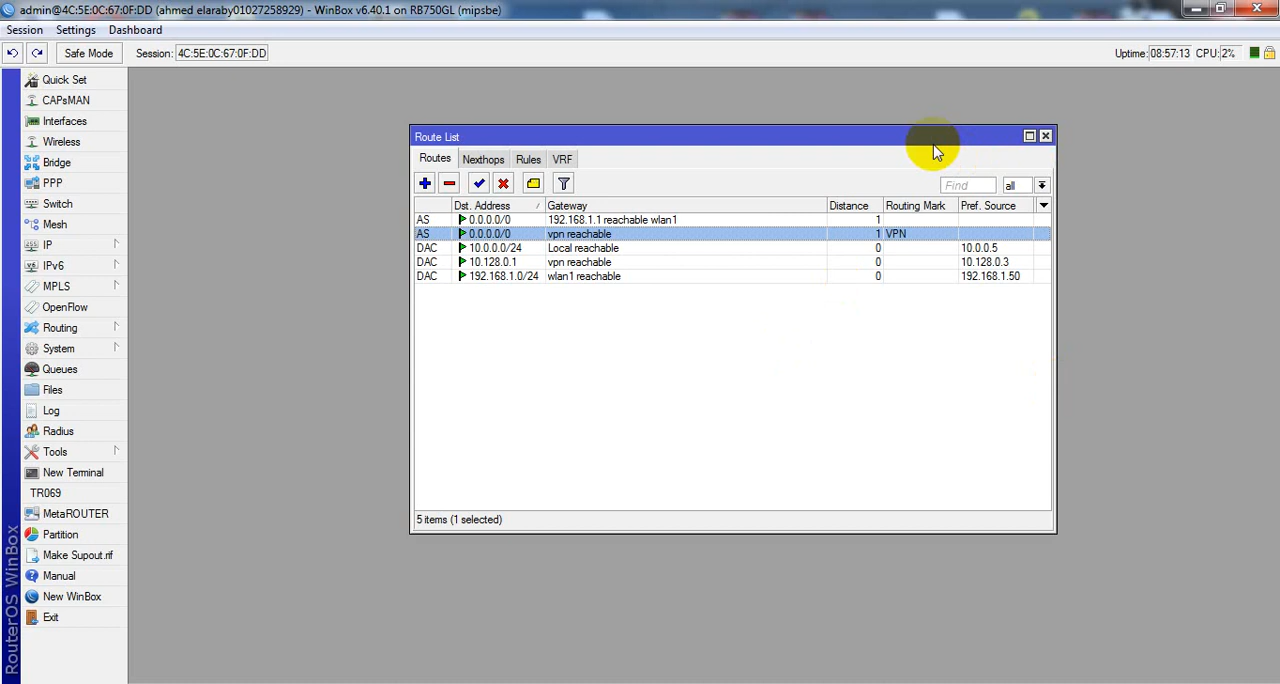 admin@4C:5E:0C:67:0F:DD (ahmed elaraby01027258929) - WinBox v6.40.1 on RB750GL (mipsbe)
Session Settings Dashboard
Safe Mode Session: 4C:5E:0C:67:0F:DD Uptime: 08:57:13 CPU: 2%
Quick Set
CAPsMAN
Interfaces
Wireless
Bridge
PPP
Switch
Mesh
IP
IPv6
MPLS
OpenFlow
Routing
System
Queues
Files
Log
Radius
Tools
New Terminal
TR069
MetaROUTER
Partition
Make Supout.rif
Manual
New WinBox
Exit
RouterOS WinBox
Route List
Routes Nexthops Rules VRF
Find all
Dst. Address / Gateway Distance Routing Mark Pref. Source
AS 0.0.0.0/0 192.168.1.1 reachable wlan1 1
AS 0.0.0.0/0 vpn reachable 1 VPN
DAC 10.0.0.0/24 Local reachable 0 10.0.0.5
DAC 10.128.0.1 vpn reachable 0 10.128.0.3
DAC 192.168.1.0/24 wlan1 reachable 0 192.168.1.50
5 items (1 selected)